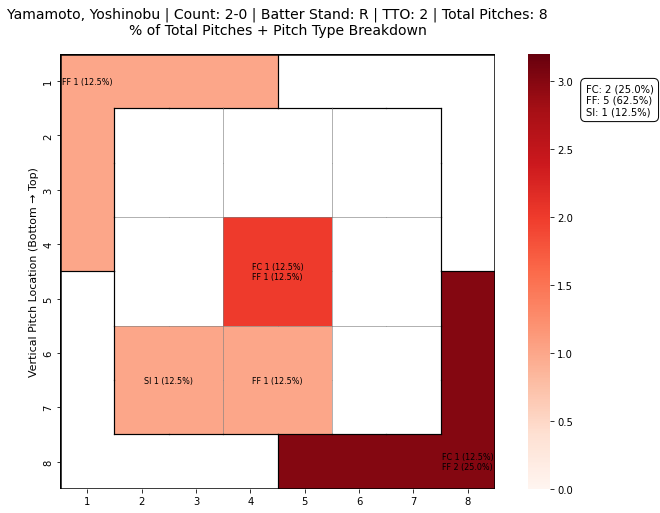 Yamamoto, Yoshinobu | Count: 2-0 | Batter Stand: R | TTO: 2 | Total Pitches: 8
% of Total Pitches + Pitch Type Breakdown
Vertical Pitch Location (Bottom → Top)
1
2
3
4
5
6
7
8
FF 1 (12.5%)
FC 1 (12.5%)
FF 1 (12.5%)
SI 1 (12.5%)
FF 1 (12.5%)
FC 1 (12.5%)
FF 2 (25.0%)
1 2 3 4 5 6 7 8
3.0
2.5
2.0
1.5
1.0
0.5
0.0
FC: 2 (25.0%)
FF: 5 (62.5%)
SI: 1 (12.5%)